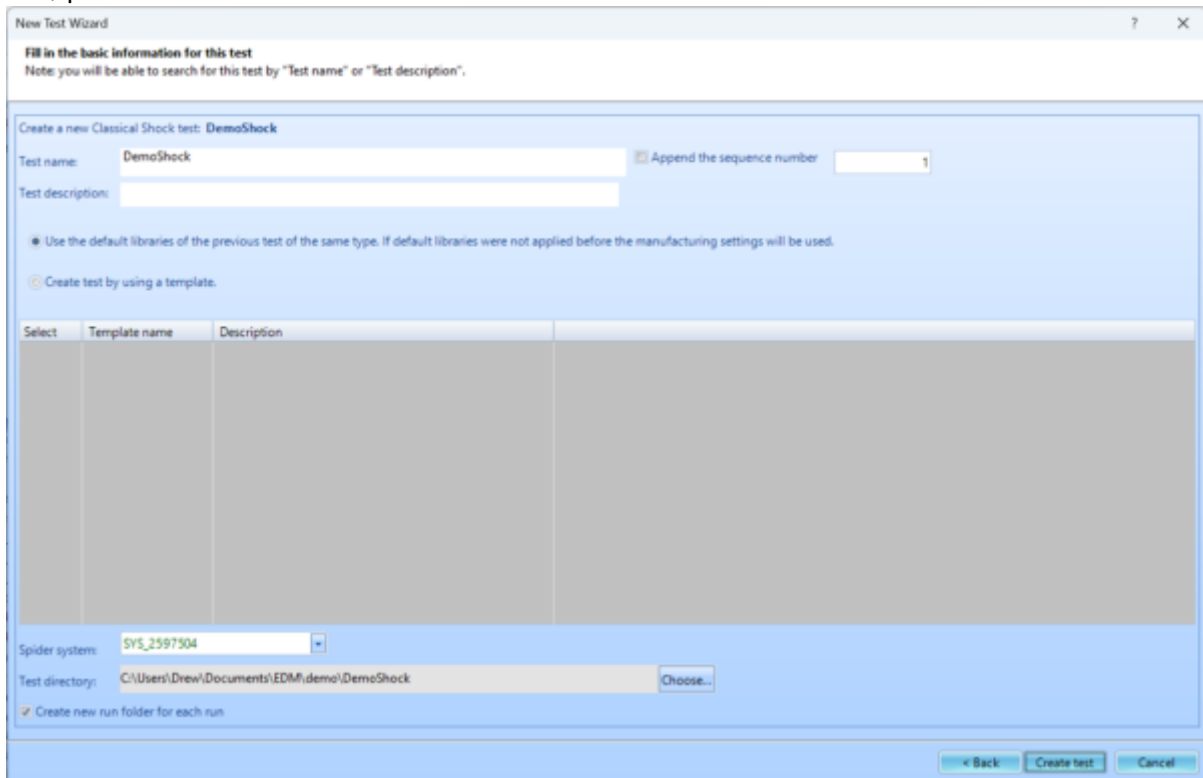 New Test Wizard
Fill in the basic information for this test
Note: you will be able to search for this test by "Test name" or "Test description".
Create a new Classical Shock test: DemoShock
Test name: DemoShock Append the sequence number 1
Test description:
Use the default libraries of the previous test of the same type. If default libraries were not applied before the manufacturing settings will be used.
Create test by using a template.
Select Template name Description
Spider system: SYS_2597504
Test directory: C:\Users\Drew\Documents\EDM\demo\DemoShock Choose...
Create new run folder for each run
< Back Create test Cancel